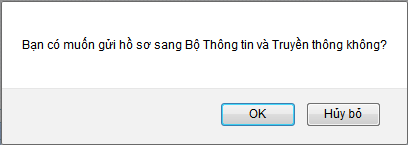 Bạn có muốn gửi hồ sơ sang Bộ Thông tin và Truyền thông không?
OK
Hủy bỏ